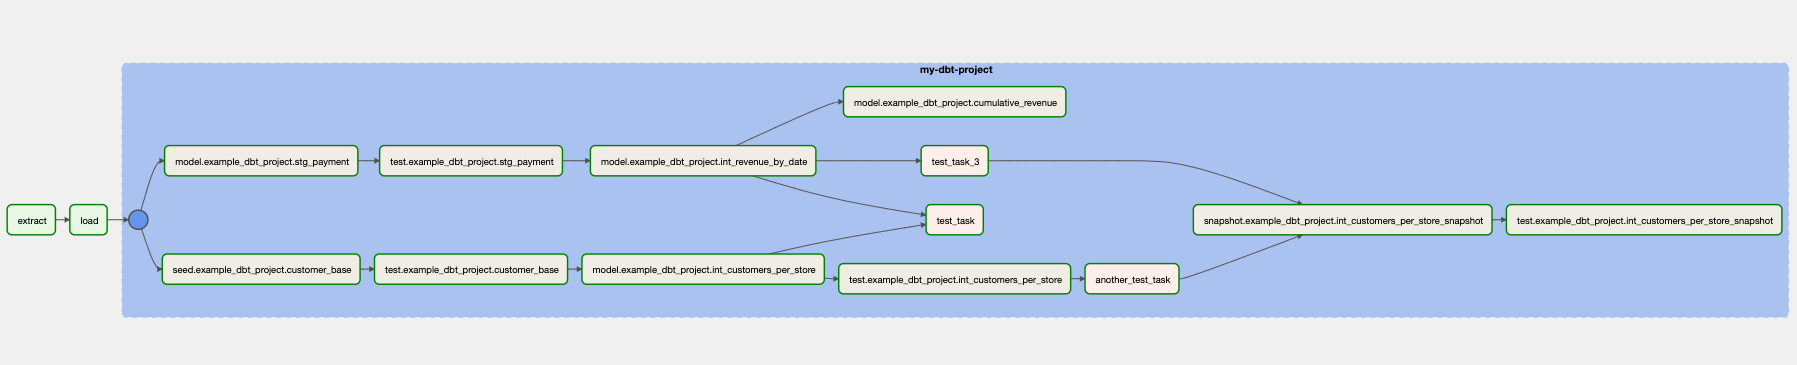 my-dbt-project
model.example_dbt_project.cumulative_revenue
model.example_dbt_project.stg_payment
test.example_dbt_project.stg_payment
model.example_dbt_project.int_revenue_by_date
test_task_3
extract
load
test_task
snapshot.example_dbt_project.int_customers_per_store_snapshot
test.example_dbt_project.int_customers_per_store_snapshot
seed.example_dbt_project.customer_base
test.example_dbt_project.customer_base
model.example_dbt_project.int_customers_per_store
test.example_dbt_project.int_customers_per_store
another_test_task